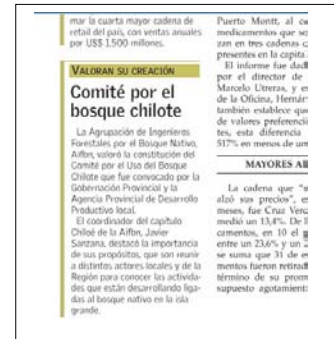 mar la cuarta mayor cadena de
retail del país, con ventas anuales
por US$ 1.500 millones.
VALORAN SU CREACIÓN
Comité por el
bosque chilote
La Agrupación de Ingenieros
Forestales por el Bosque Nativo,
Aifbn, valoró la constitución del
Comité por el Uso del Bosque
Chilote que fue convocado por la
Gobernación Provincial y la
Agencia Provincial de Desarrollo
Productivo local.
El coordinador del capítulo
Chiloé de la Aifbn, Javier
Sanzana, destacó la importancia
de sus propósitos, que son reunir
a distintos actores locales y de la
Región para conocer las activida-
des que están desarrollando liga-
das al bosque nativo en la isla
grande.
Puerto Montt, al
medicamentos que
zan en tres cadenas
presentes en la capita
El informe fue
por el director de
Marcelo Utreras, y
de la Oficina,
también establece que
de valores
tes, esta diferencia
517% en menos de
MAYORES
La cadena que
alzó sus precios",
meses, fue Cruz
medió un 13,4%. De
camentos, en 10 el
entre un 23,6% y un
se suma que 31 de
mentos fueron
término de su
supuesto